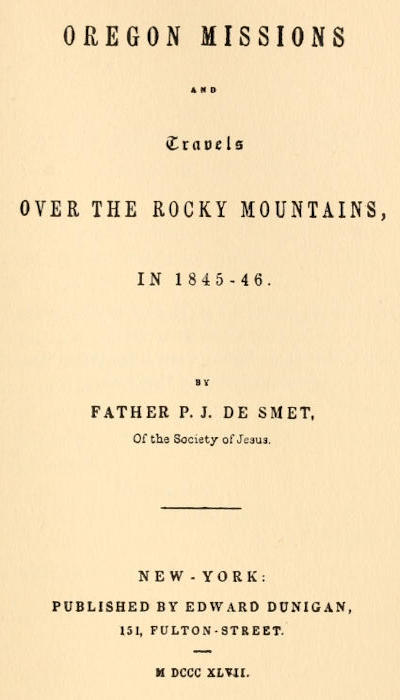 OREGON MISSIONS
AND
Travels
OVER THE ROCKY MOUNTAINS,
IN 1845-46.
BY
FATHER P. J. DE SMET,
Of the Society of Jesus.
NEW-YORK:
PUBLISHED BY EDWARD DUNIGAN,
151, FULTON-STREET.
M DCCC XLVII.